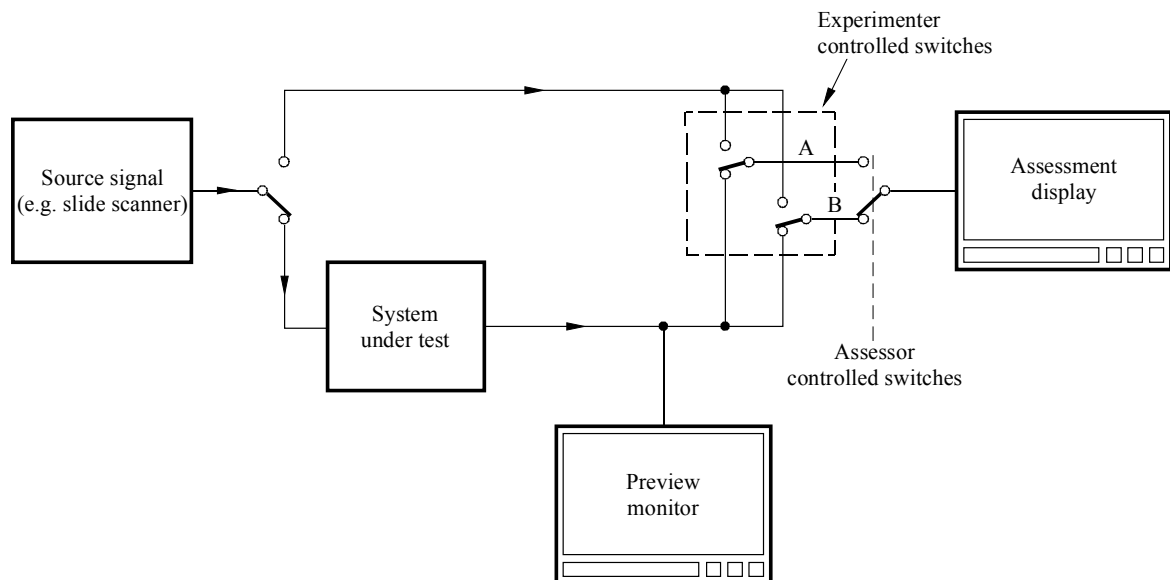 Experimenter
controlled switches
Source signal
(e.g. slide scanner)
A
Assessment
display
B
System
under test
Assessor
controlled switches
Preview
monitor